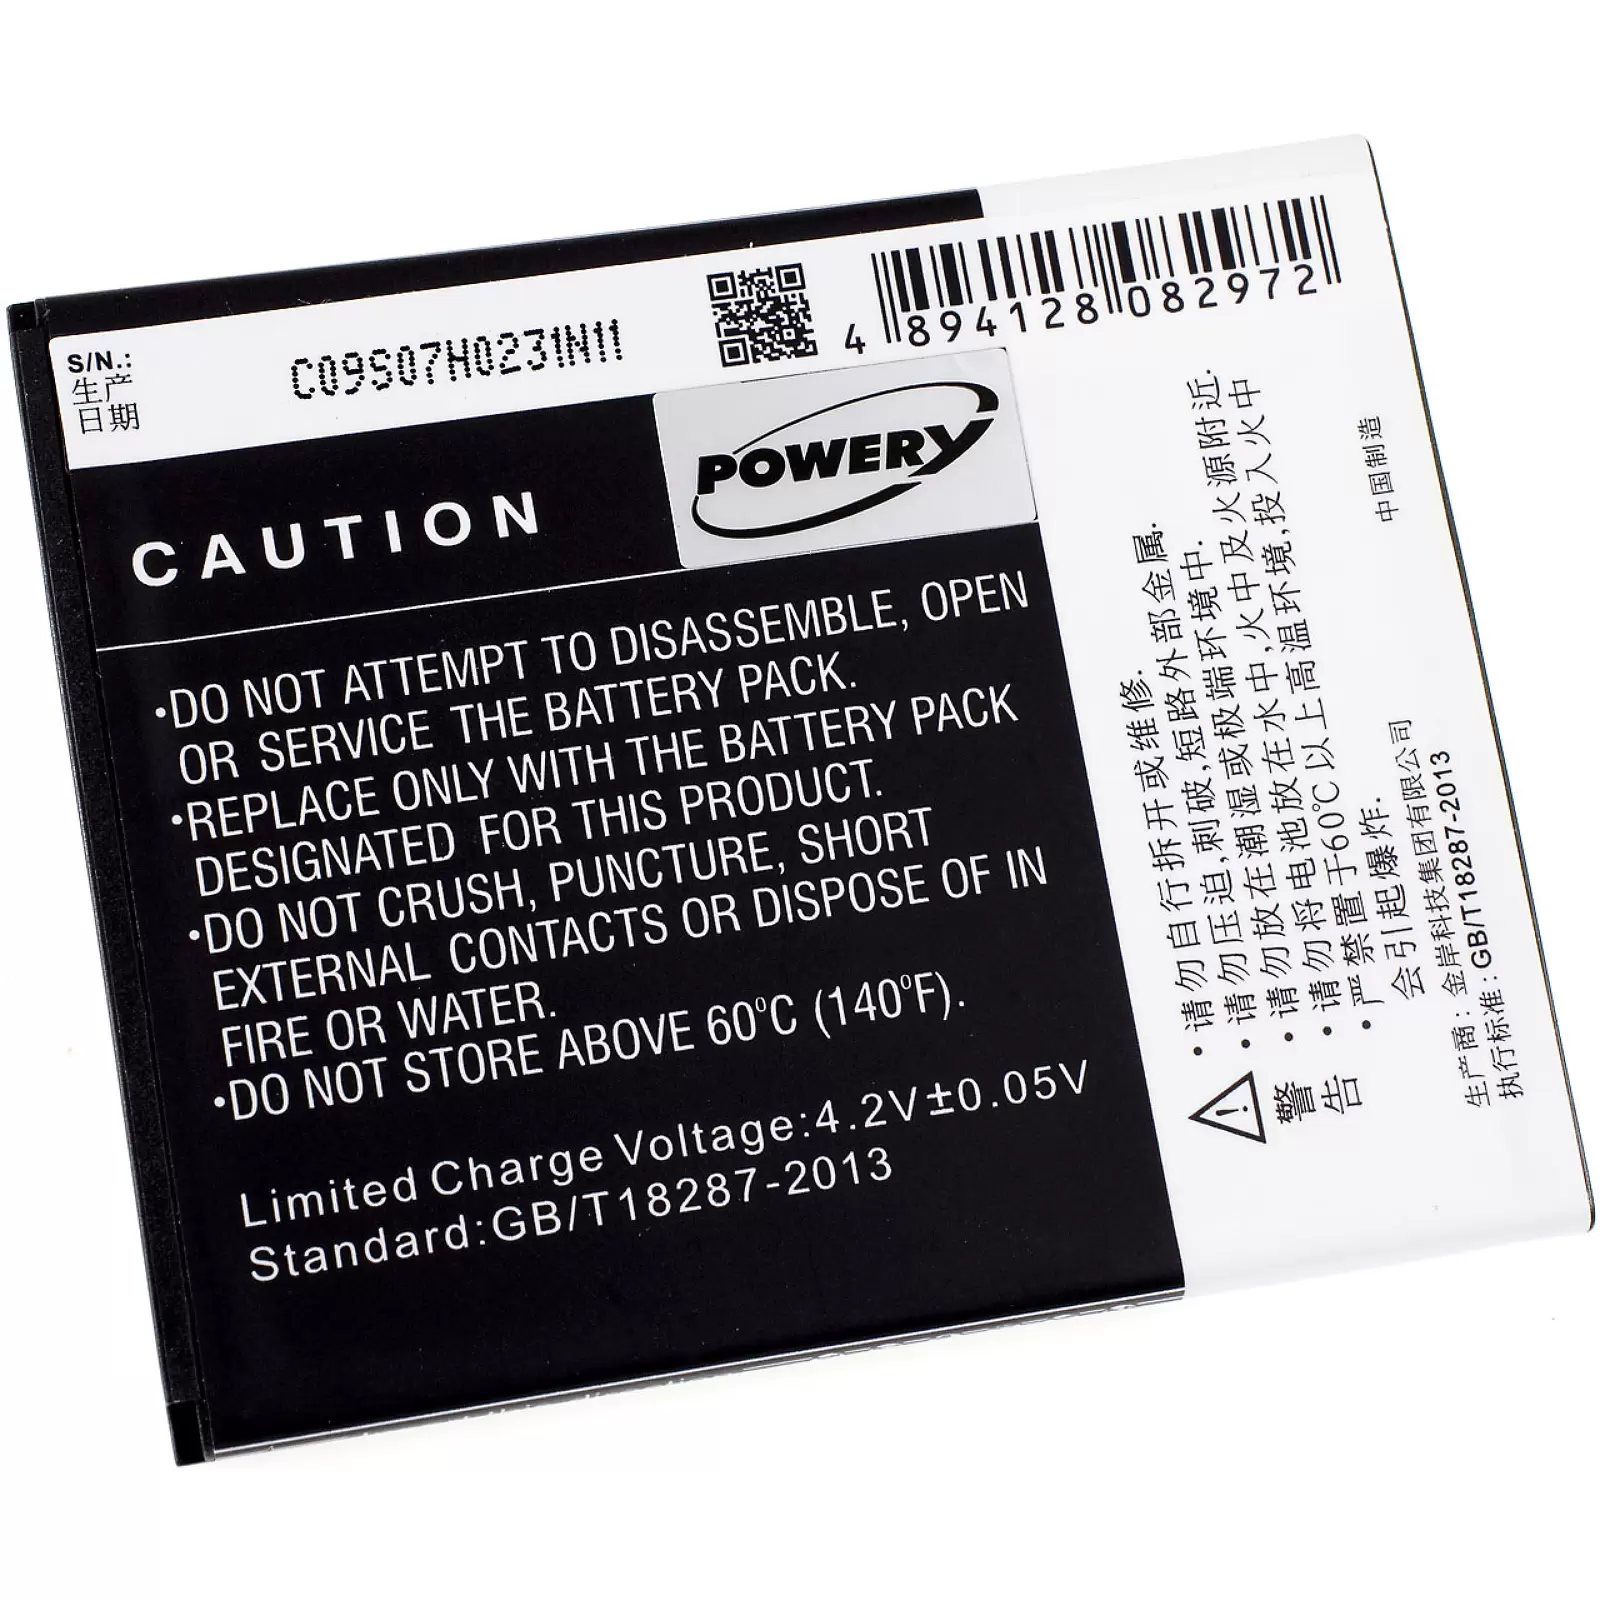 S/N.:
生产
日期
C09S07H0231N11
4 894128 082972
POWERY
CAUTION
•DO NOT ATTEMPT TO DISASSEMBLE, OPEN
OR SERVICE THE BATTERY PACK.
•REPLACE ONLY WITH THE BATTERY PACK
DESIGNATED FOR THIS PRODUCT.
•DO NOT CRUSH, PUNCTURE, SHORT
EXTERNAL CONTACTS OR DISPOSE OF IN
FIRE OR WATER.
•DO NOT STORE ABOVE 60°C (140°F).
Limited Charge Voltage:4.2V±0.05V
Standard:GB/T18287-2013
警
告
•请勿自行拆开或维修.
•请勿压迫,刺破,短路外部金属.
•请勿放在潮湿或极端环境中.
•请勿将电池放在水中,火中及火源附近.
•严禁置于60℃以上高温环境,投入火中
会引起爆炸.
生产商: 金岸科技集团有限公司
执行标准: GB/T18287-2013
中国制造